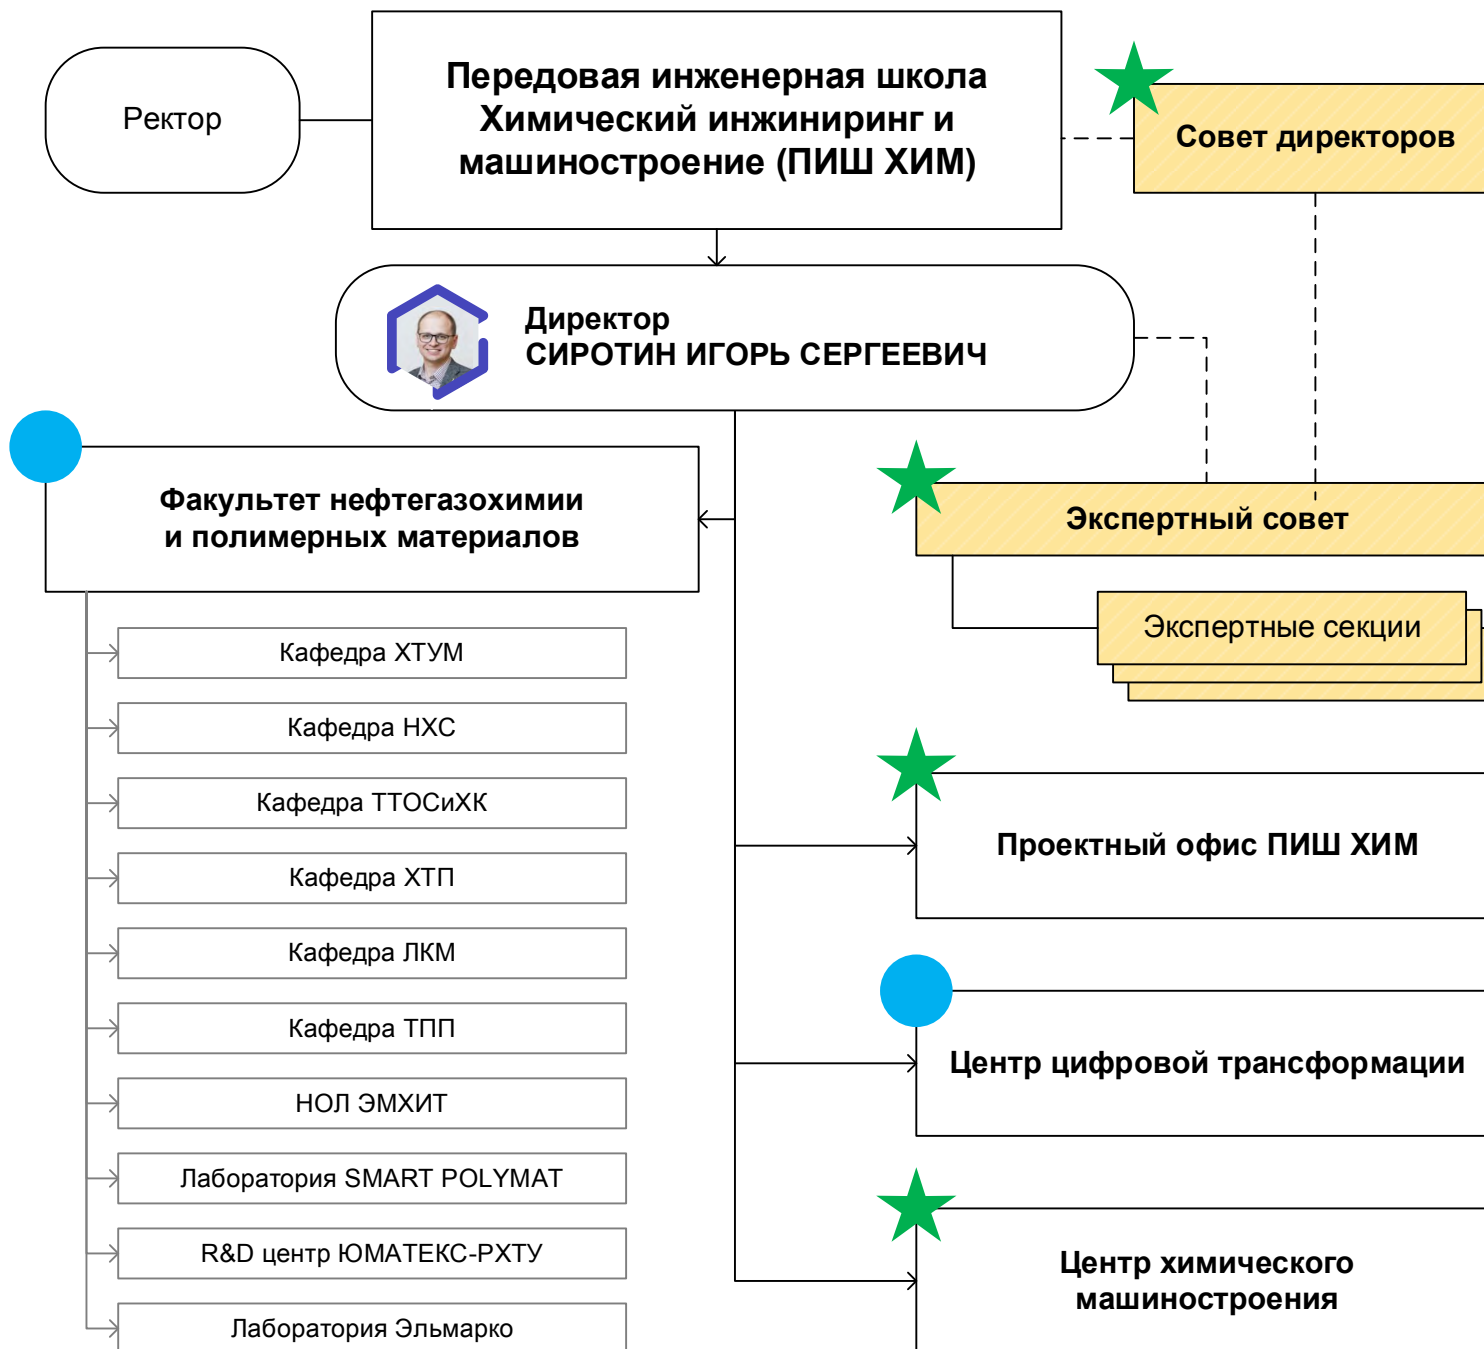 Ректор
Передовая инженерная школа
Химический инжиниринг и
машиностроение (ПИШ ХИМ)
Совет директоров
Директор
СИРОТИН ИГОРЬ СЕРГЕЕВИЧ
Факультет нефтегазохимии
и полимерных материалов
Кафедра ХТУМ
Кафедра НХС
Кафедра ТТОСиХК
Кафедра ХТП
Кафедра ЛКМ
Кафедра ТПП
НОЛ ЭМХИТ
Лаборатория SMART POLYMAT
R&D центр ЮМАТЕКС-РХТУ
Лаборатория Эльмарко
Экспертный совет
Экспертные секции
Проектный офис ПИШ ХИМ
Центр цифровой трансформации
Центр химического
машиностроения